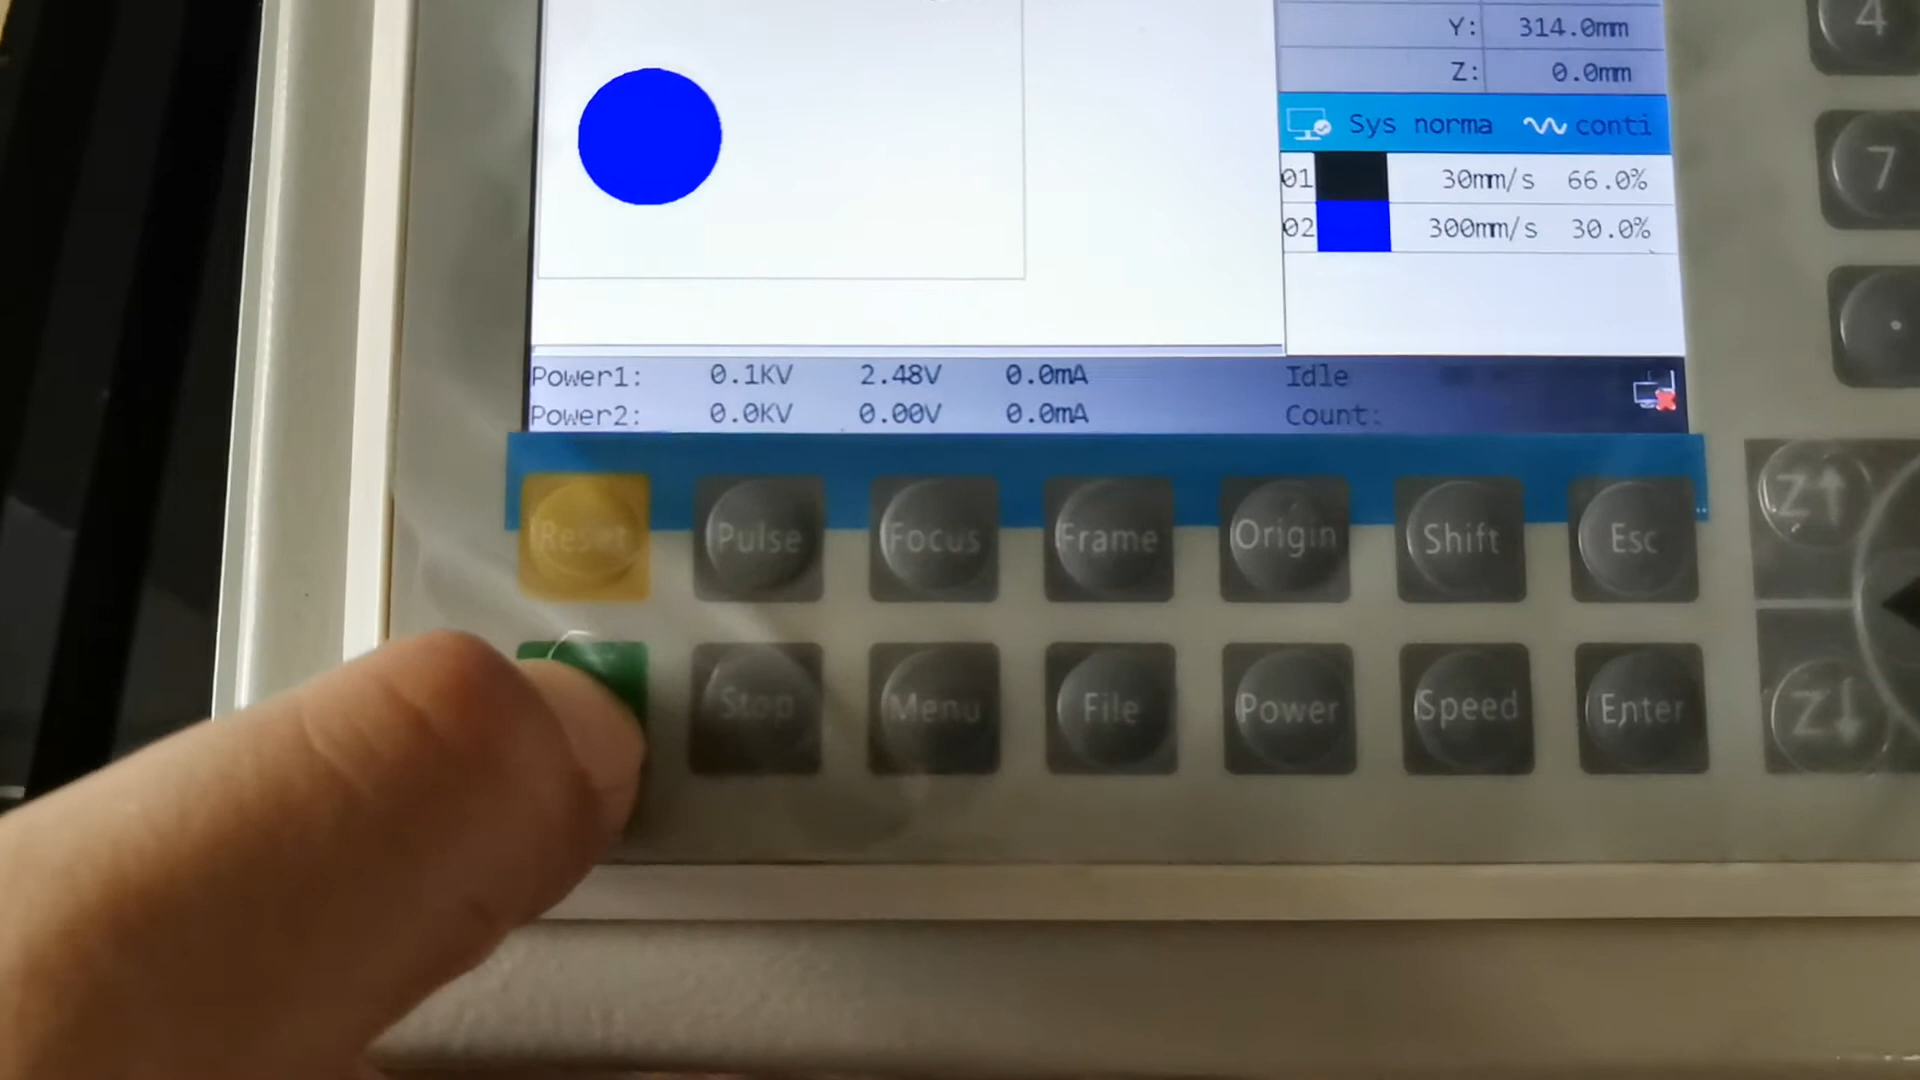 Y: 314.0mm
4
Z: 0.0mm
Sys norma conti
7
01 30mm/s 66.0%
02 300mm/s 30.0%
.
Power1: 0.1KV 2.48V 0.0mA Idle
Power2: 0.0KV 0.00V 0.0mA Count:
Reset Pulse Focus Frame Origin Shift Esc Z↑
Stop Menu File Power Speed Enter Z↓